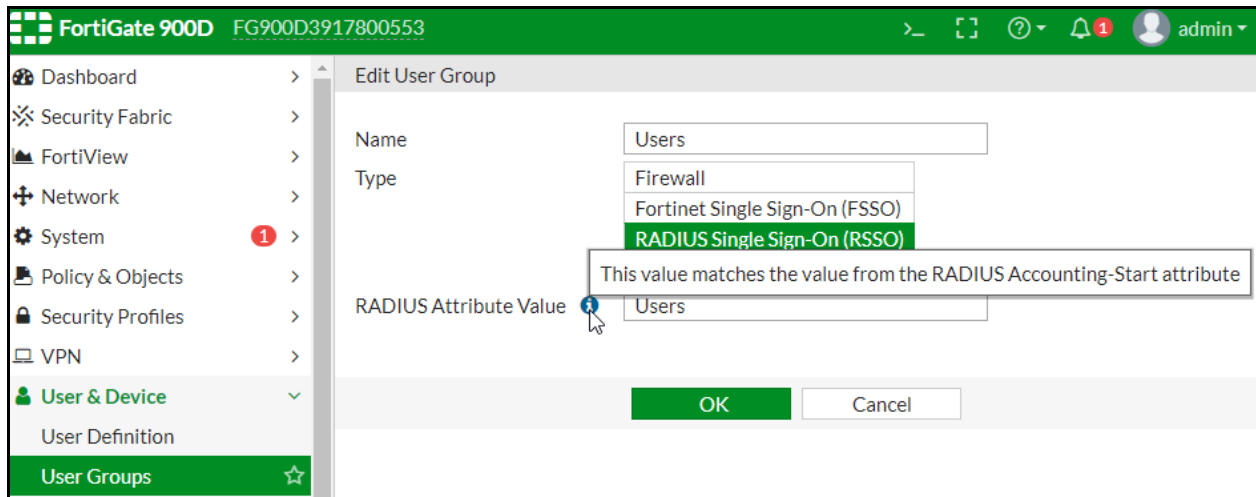 FortiGate 900D FG900D3917800553 >_ 1 admin
Dashboard
Security Fabric
FortiView
Network
System 1
Policy & Objects
Security Profiles
VPN
User & Device
User Definition
User Groups
Edit User Group
Name Users
Type Firewall
Fortinet Single Sign-On (FSSO)
RADIUS Single Sign-On (RSSO)
This value matches the value from the RADIUS Accounting-Start attribute
RADIUS Attribute Value Users
OK Cancel